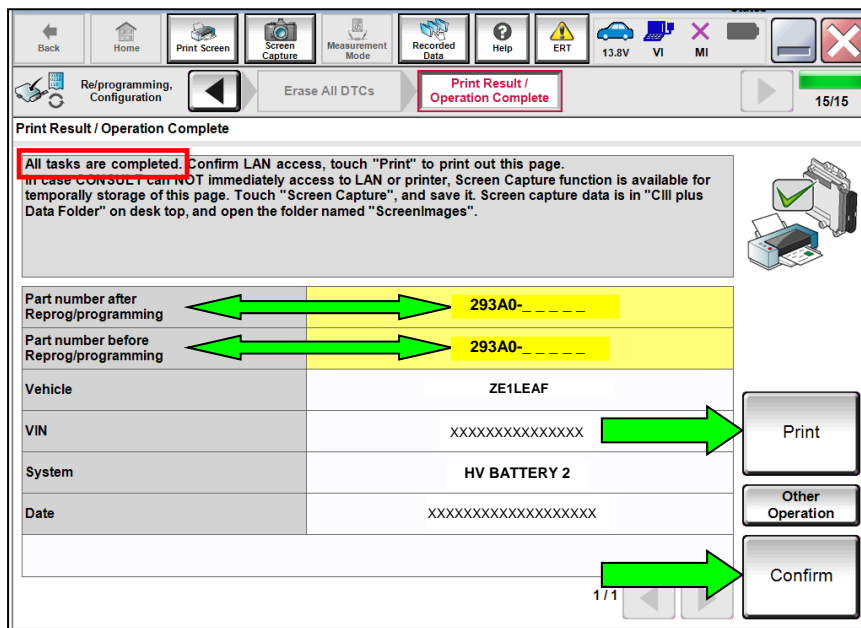 Back
Home
Print Screen
Screen
Capture
Measurement
Mode
Recorded
Data
Help
ERT
13.8V
VI
MI
Re/programming,
Configuration
Erase All DTCs
Print Result /
Operation Complete
15/15
Print Result / Operation Complete
All tasks are completed. Confirm LAN access, touch "Print" to print out this page.
In case CONSULT can NOT immediately access to LAN or printer, Screen Capture function is available for
temporally storage of this page. Touch "Screen Capture", and save it. Screen capture data is in "CIII plus
Data Folder" on desk top, and open the folder named "ScreenImages".
Part number after
Reprog/programming
293A0-_ _ _ _ _
Part number before
Reprog/programming
293A0-_ _ _ _ _
Vehicle
ZE1LEAF
VIN
XXXXXXXXXXXXXXX
Print
System
HV BATTERY 2
Other
Operation
Date
XXXXXXXXXXXXXXXXXXX
Confirm
1/1